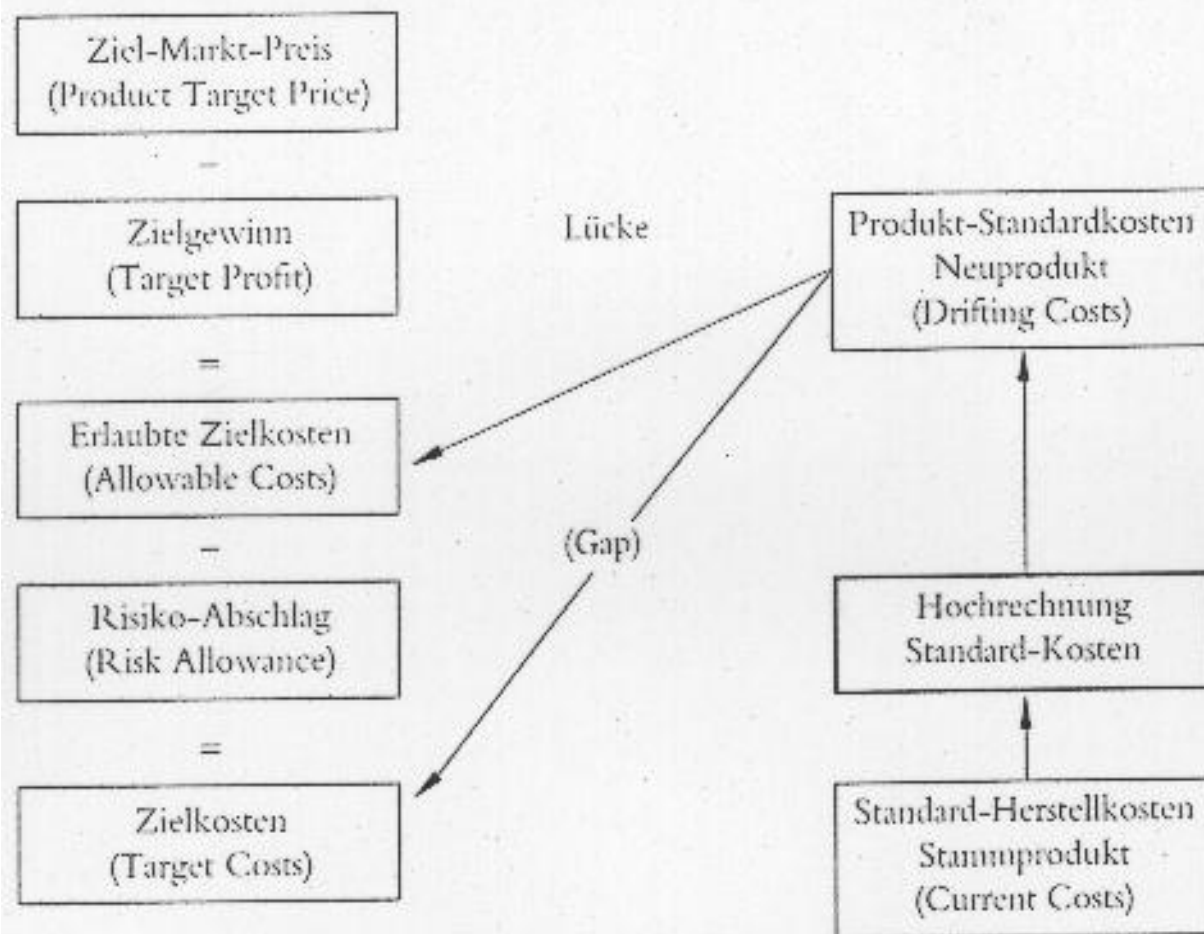 Ziel-Markt-Preis
(Product Target Price)
-
Zielgewinn
(Target Profit)
=
Erlaubte Zielkosten
(Allowable Costs)
-
Risiko-Abschlag
(Risk Allowance)
=
Zielkosten
(Target Costs)
Lücke
(Gap)
Produkt-Standardkosten
Neuprodukt
(Drifting Costs)
Hochrechnung
Standard-Kosten
Standard-Herstellkosten
Stammprodukt
(Current Costs)